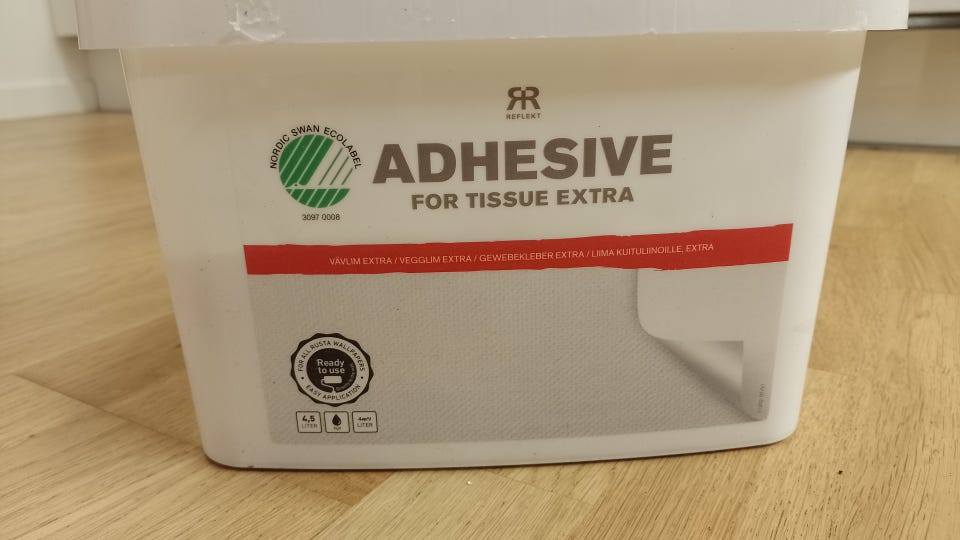 REFLEKT
NORDIC SWAN ECOLABEL
3097 0008
ADHESIVE
FOR TISSUE EXTRA
VÄVLIM EXTRA / VEGGLIM EXTRA / GEWEBEKLEBER EXTRA / LIIMA KUITULIINOILLE, EXTRA
FOR ALL RUSTA WALLPAPERS
Ready
to use
EASY APPLICATION
4,5
LITER
LITER